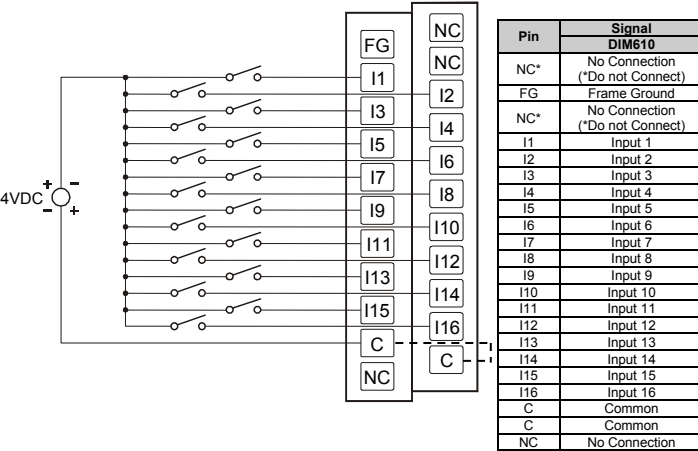 NC
FG
NC
I1
I2
I3
I4
I5
I6
I7
4VDC
+ -
- +
I8
I9
I10
I11
I12
I13
I14
I15
I16
C
C
NC
Pin Signal
DIM610
NC* No Connection
(*Do not Connect)
FG Frame Ground
NC* No Connection
(*Do not Connect)
I1 Input 1
I2 Input 2
I3 Input 3
I4 Input 4
I5 Input 5
I6 Input 6
I7 Input 7
I8 Input 8
I9 Input 9
I10 Input 10
I11 Input 11
I12 Input 12
I13 Input 13
I14 Input 14
I15 Input 15
I16 Input 16
C Common
C Common
NC No Connection